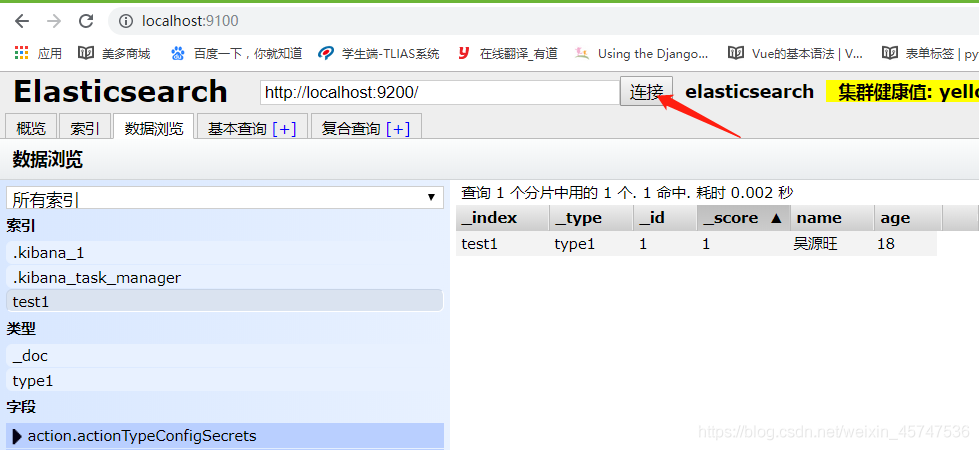 localhost:9100
应用 美多商城 百度一下，你就知道 学生端-TLIAS系统 在线翻译_有道 Using the Django... Vue的基本语法 | V... 表单标签 | py
Elasticsearch http://localhost:9200/ 连接 elasticsearch 集群健康值: yello
概览 索引 数据浏览 基本查询 [+] 复合查询 [+]
数据浏览
所有索引 ▼
查询 1 个分片中用的 1 个. 1 命中. 耗时 0.002 秒
_index _type _id _score ▲ name age
test1 type1 1 1 吴源旺 18
索引
.kibana_1
.kibana_task_manager
test1
类型
_doc
type1
字段
action.actionTypeConfigSecrets
https://blog.csdn.net/weixin_45747536